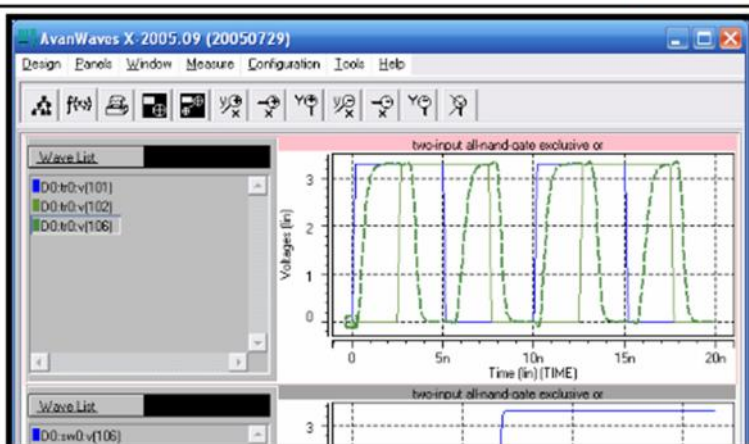 AvanWaves X-2005.09 (20050729)
Design Panels Window Measure Configuration Tools Help
f(x)
Wave List
D0:tr0:v(101)
D0:tr0:v(102)
D0:tr0:v(106)
two-input all-nand-gate exclusive or
Voltages (lin)
3
2
1
0
0 5n 10n 15n 20n
Time (lin) (TIME)
Wave List
D0:sw0:v(106)
two-input all-nand-gate exclusive or
3